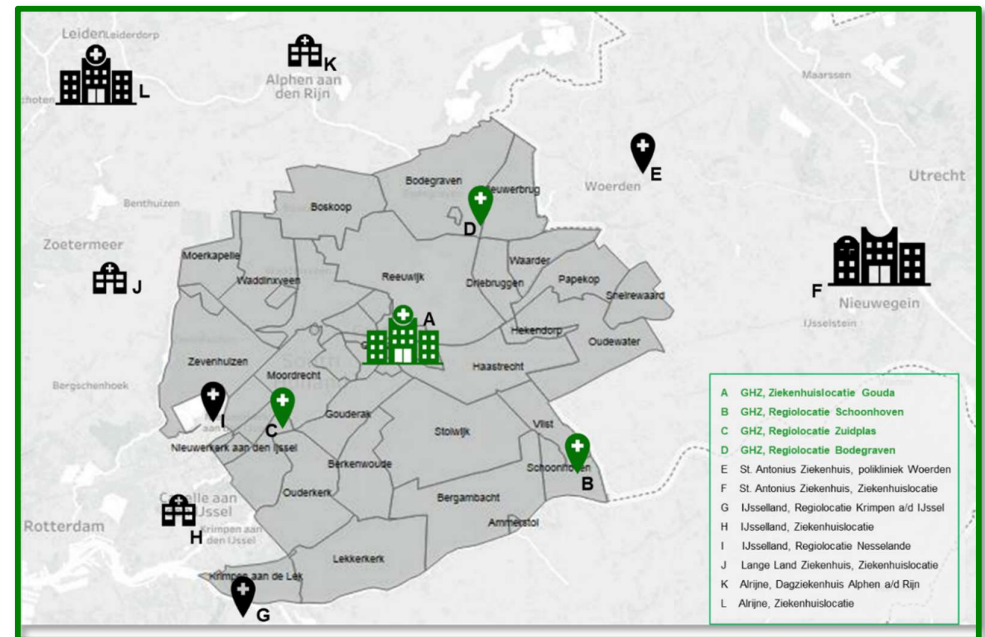 Leiden
Leiderdorp
L
K
Alphen aan
den Rijn
Maarssen
E
Woerden
Utrecht
Bodegraven
Boskoop
D
Benthuizen
Zoetermeer
J
Moerkapelle
Waddinxveen
Reeuwijk
Waarder
Driebruggen
Papekop
Snelrewaard
F
Nieuwegein
IJsselstein
A
Hekendorp
Oudewater
Zevenhuizen
Haastrecht
Moordrecht
Bergschenhoek
I
C
Gouderak
Vlist
Stolwijk
Nieuwerkerk aan den Ijssel
Berkenwoude
Schoonhoven
B
Ouderkerk
Bergambacht
Ammerstol
Capelle aan
IJssel
Rotterdam
H
Krimpen aan
den IJssel
Lekkerkerk
Krimpen aan de Lek
G
A GHZ, Ziekenhuislocatie Gouda
B GHZ, Regiolocatie Schoonhoven
C GHZ, Regiolocatie Zuidplas
D GHZ, Regiolocatie Bodegraven
E St. Antonius Ziekenhuis, polikliniek Woerden
F St. Antonius Ziekenhuis, Ziekenhuislocatie
G IJsselland, Regiolocatie Krimpen a/d IJssel
H IJsselland, Ziekenhuislocatie
I IJsselland, Regiolocatie Nesselande
J Lange Land Ziekenhuis, Ziekenhuislocatie
K Alrijne, Dagziekenhuis Alphen a/d Rijn
L Alrijne, Ziekenhuislocatie